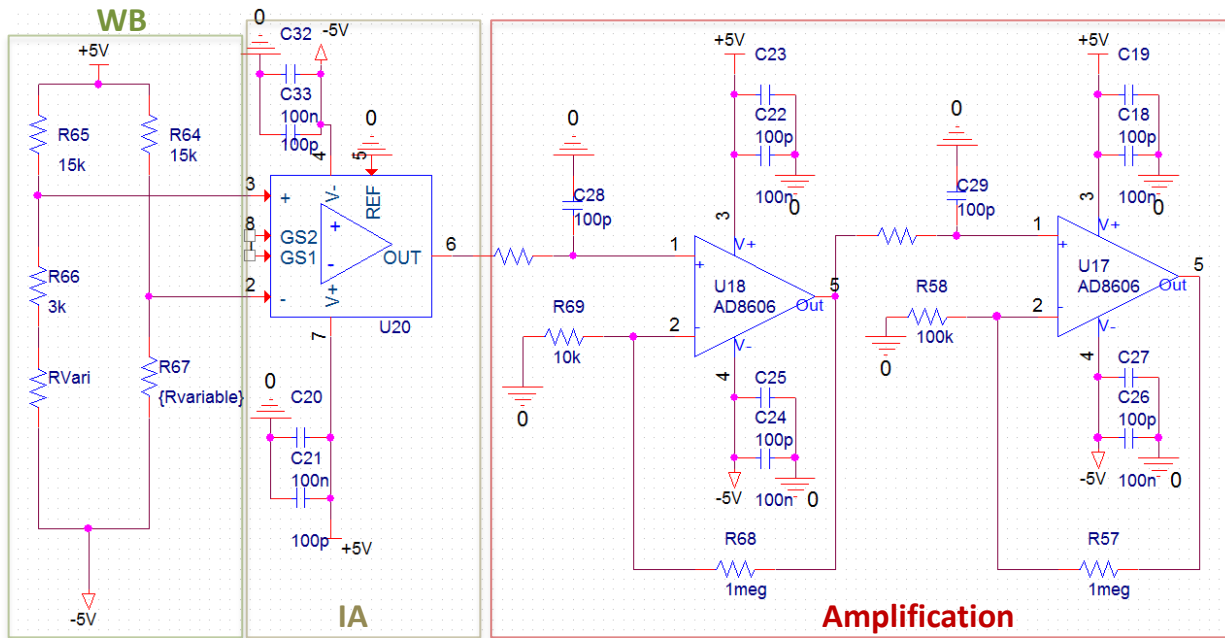 WB
+5V
R65
15k
R64
15k
R66
3k
RVari
R67
{Rvariable}
-5V
0
C32
-5V
C33
100n
100p
0
4
5
3
+
V-
REF
8
GS2
+
GS1
-
OUT
6
2
-
V+
U20
7
0
C20
C21
100n
100p
+5V
IA
0
C28
100p
R69
10k
0
+5V
C23
C22
100p
100n
0
3
1
+
V+
U18
AD8606
5
Out
2
-
V-
4
C25
C24
100p
-5V
100n
0
R68
1meg
0
C29
100p
R58
100k
0
+5V
C19
C18
100p
100n
0
3
1
+
V+
U17
AD8606
5
Out
2
-
V-
4
C27
C26
100p
-5V
100n
0
R57
1meg
Amplification